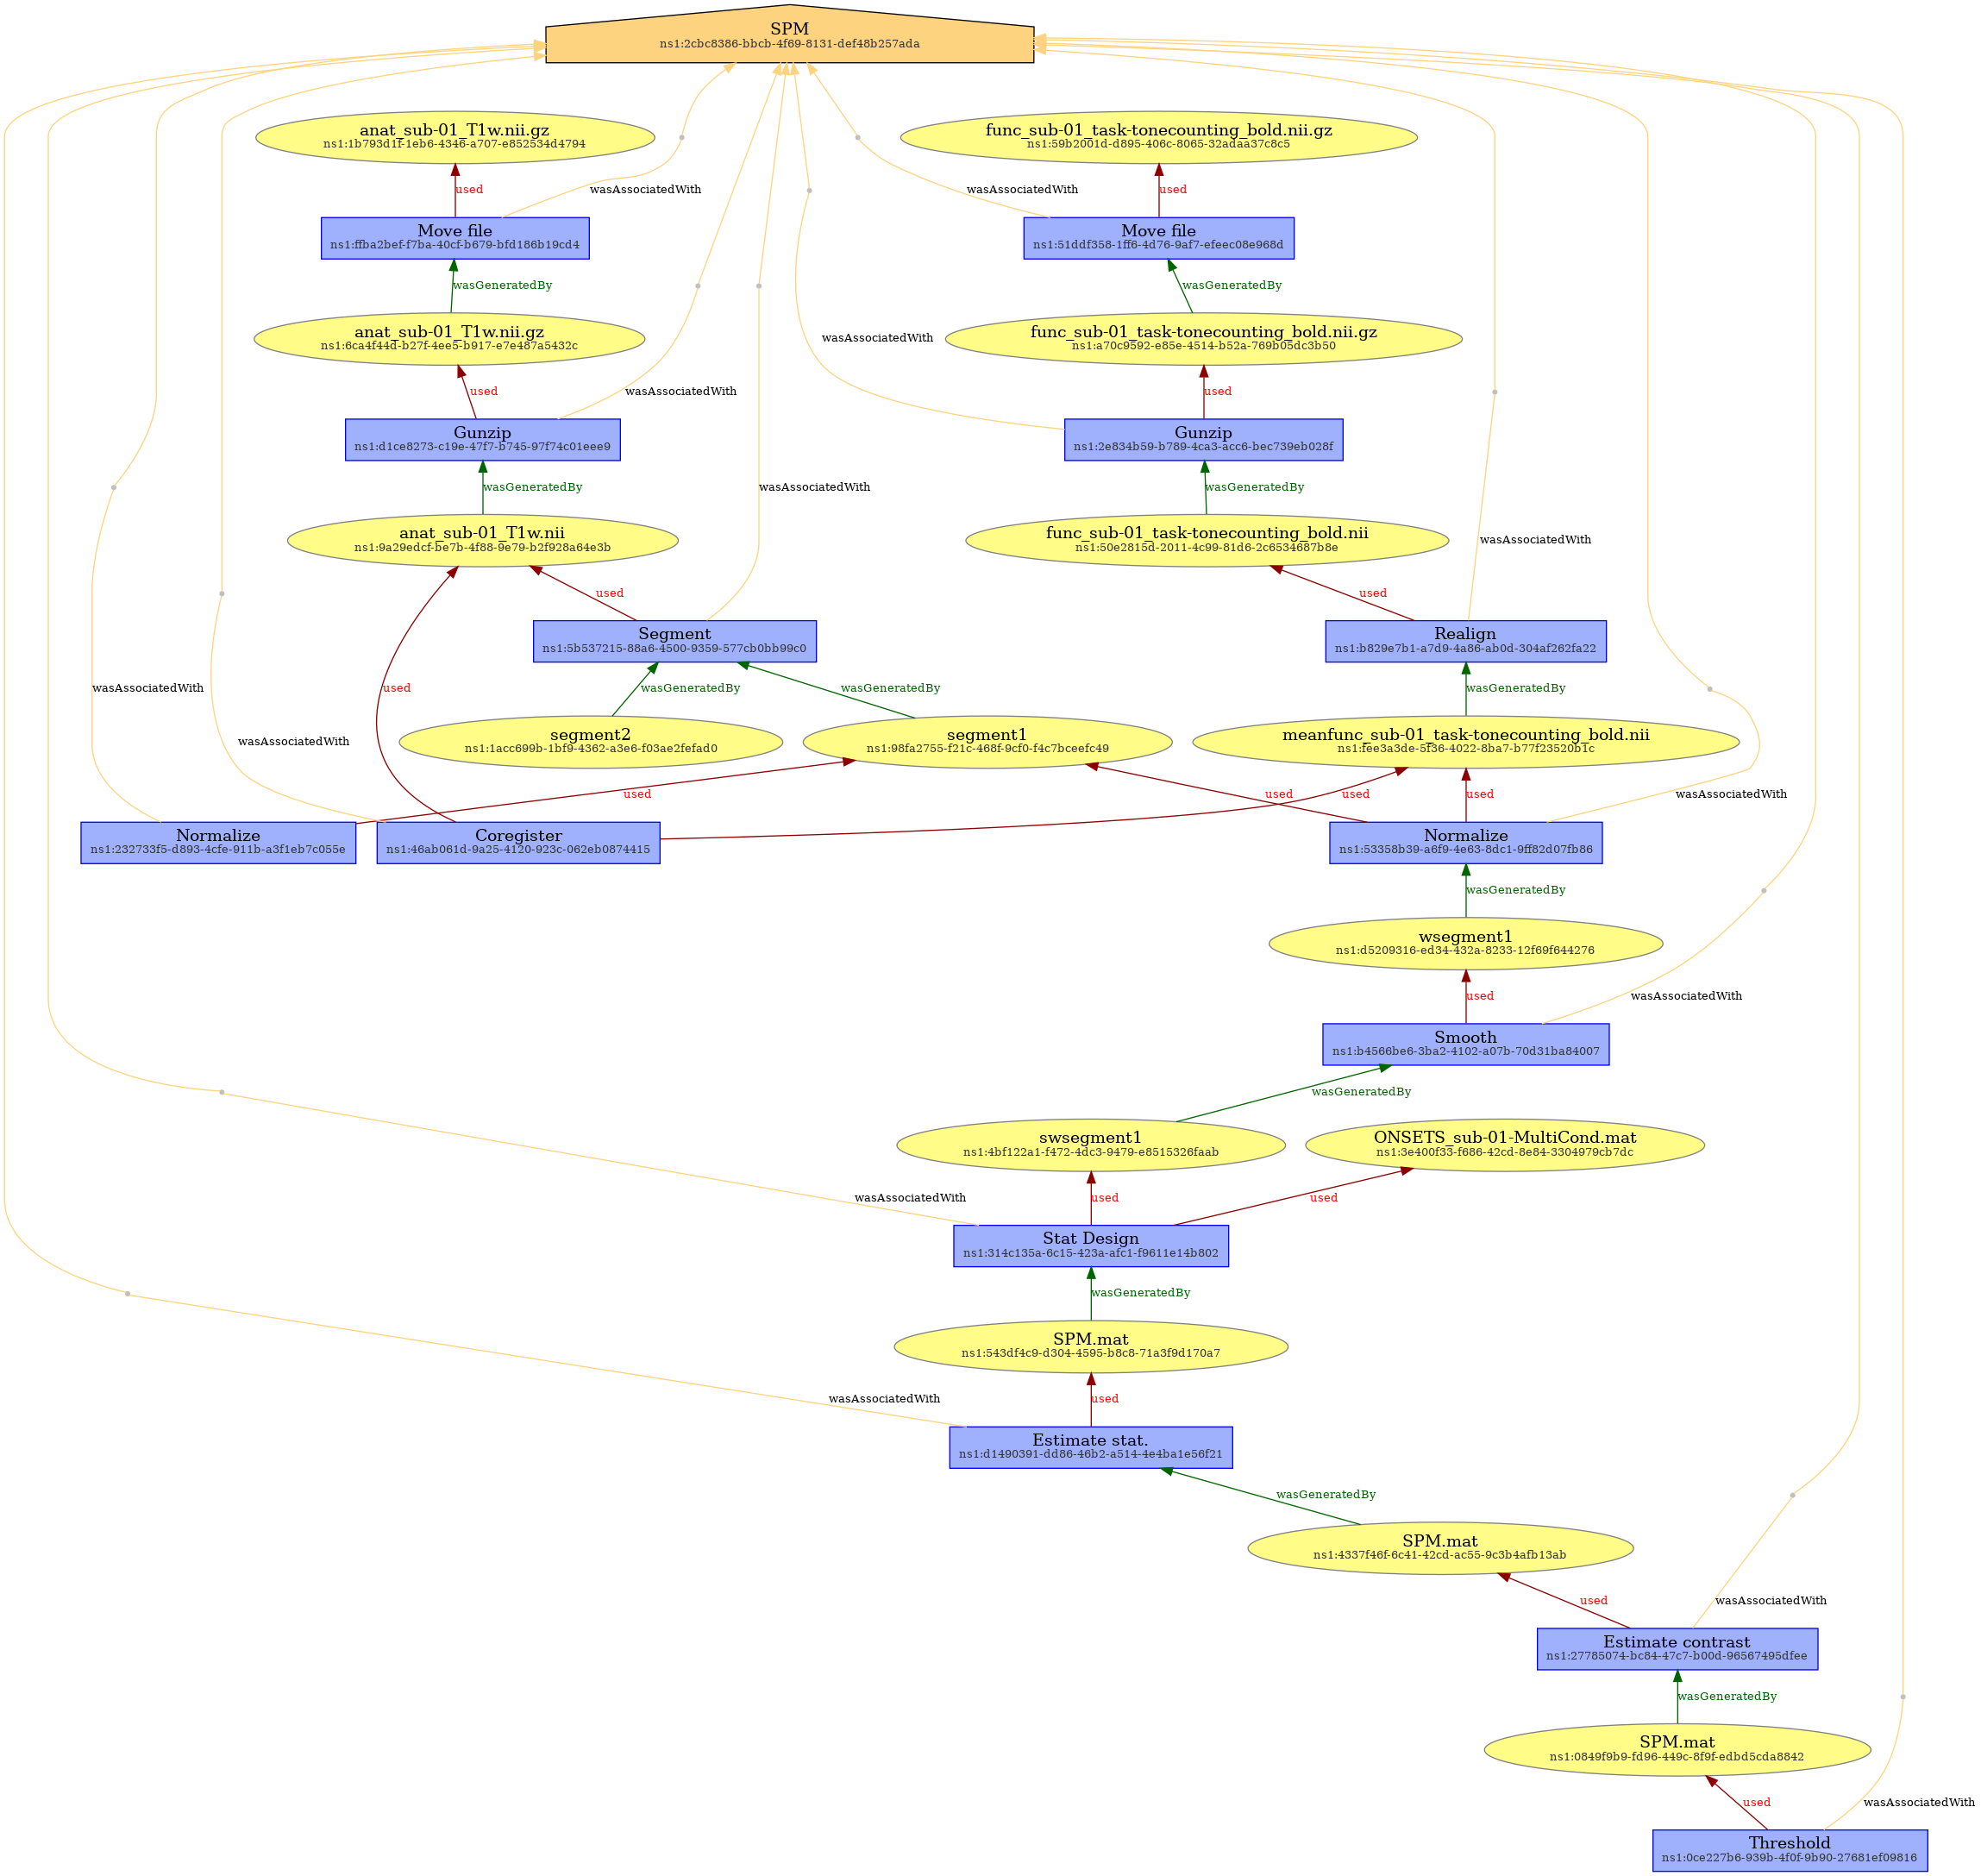 SPM
ns1:2cbc8386-bbcb-4f69-8131-def48b257ada
anat_sub-01_T1w.nii.gz
ns1:1b793d1f-1eb6-4346-a707-e852534d4794
func_sub-01_task-tonecounting_bold.nii.gz
ns1:59b2001d-d895-406c-8065-32adaa37c8c5
used
wasAssociatedWith
wasAssociatedWith
used
Move file
ns1:ffba2bef-f7ba-40cf-b679-bfd186b19cd4
Move file
ns1:51ddf358-1ff6-4d76-9af7-efeec08e968d
wasGeneratedBy
wasGeneratedBy
anat_sub-01_T1w.nii.gz
ns1:6ca4f44d-b27f-4ee5-b917-e7e487a5432c
wasAssociatedWith
func_sub-01_task-tonecounting_bold.nii.gz
ns1:a70c9592-e85e-4514-b52a-769b05dc3b50
used
wasAssociatedWith
used
Gunzip
ns1:d1ce8273-c19e-47f7-b745-97f74c01eee9
Gunzip
ns1:2e834b59-b789-4ca3-acc6-bec739eb028f
wasGeneratedBy
wasAssociatedWith
wasGeneratedBy
anat_sub-01_T1w.nii
ns1:9a29edcf-be7b-4f88-9e79-b2f928a64e3b
func_sub-01_task-tonecounting_bold.nii
ns1:50e2815d-2011-4c99-81d6-2c6534687b8e
wasAssociatedWith
used
used
Segment
ns1:5b537215-88a6-4500-9359-577cb0bb99c0
Realign
ns1:b829e7b1-a7d9-4a86-ab0d-304af262fa22
wasAssociatedWith
used
wasGeneratedBy
wasGeneratedBy
wasGeneratedBy
wasAssociatedWith
segment2
ns1:1acc699b-1bf9-4362-a3e6-f03ae2fefad0
segment1
ns1:98fa2755-f21c-468f-9cf0-f4c7bceefc49
meanfunc_sub-01_task-tonecounting_bold.nii
ns1:fee3a3de-5f36-4022-8ba7-b77f23520b1c
used
used
used
used
wasAssociatedWith
Normalize
ns1:232733f5-d893-4cfe-911b-a3f1eb7c055e
Coregister
ns1:46ab061d-9a25-4120-923c-062eb0874415
Normalize
ns1:53358b39-a6f9-4e63-8dc1-9ff82d07fb86
wasGeneratedBy
wsegment1
ns1:d5209316-ed34-432a-8233-12f69f644276
used
wasAssociatedWith
Smooth
ns1:b4566be6-3ba2-4102-a07b-70d31ba84007
wasGeneratedBy
swsegment1
ns1:4bf122a1-f472-4dc3-9479-e8515326faab
ONSETS_sub-01-MultiCond.mat
ns1:3e400f33-f686-42cd-8e84-3304979cb7dc
wasAssociatedWith
used
used
Stat Design
ns1:314c135a-6c15-423a-afc1-f9611e14b802
wasGeneratedBy
SPM.mat
ns1:543df4c9-d304-4595-b8c8-71a3f9d170a7
wasAssociatedWith
used
Estimate stat.
ns1:d1490391-dd86-46b2-a514-4e4ba1e56f21
wasGeneratedBy
SPM.mat
ns1:4337f46f-6c41-42cd-ac55-9c3b4afb13ab
used
wasAssociatedWith
Estimate contrast
ns1:27785074-bc84-47c7-b00d-96567495dfee
wasGeneratedBy
SPM.mat
ns1:0849f9b9-fd96-449c-8f9f-edbd5cda8842
used
wasAssociatedWith
Threshold
ns1:0ce227b6-939b-4f0f-9b90-27681ef09816